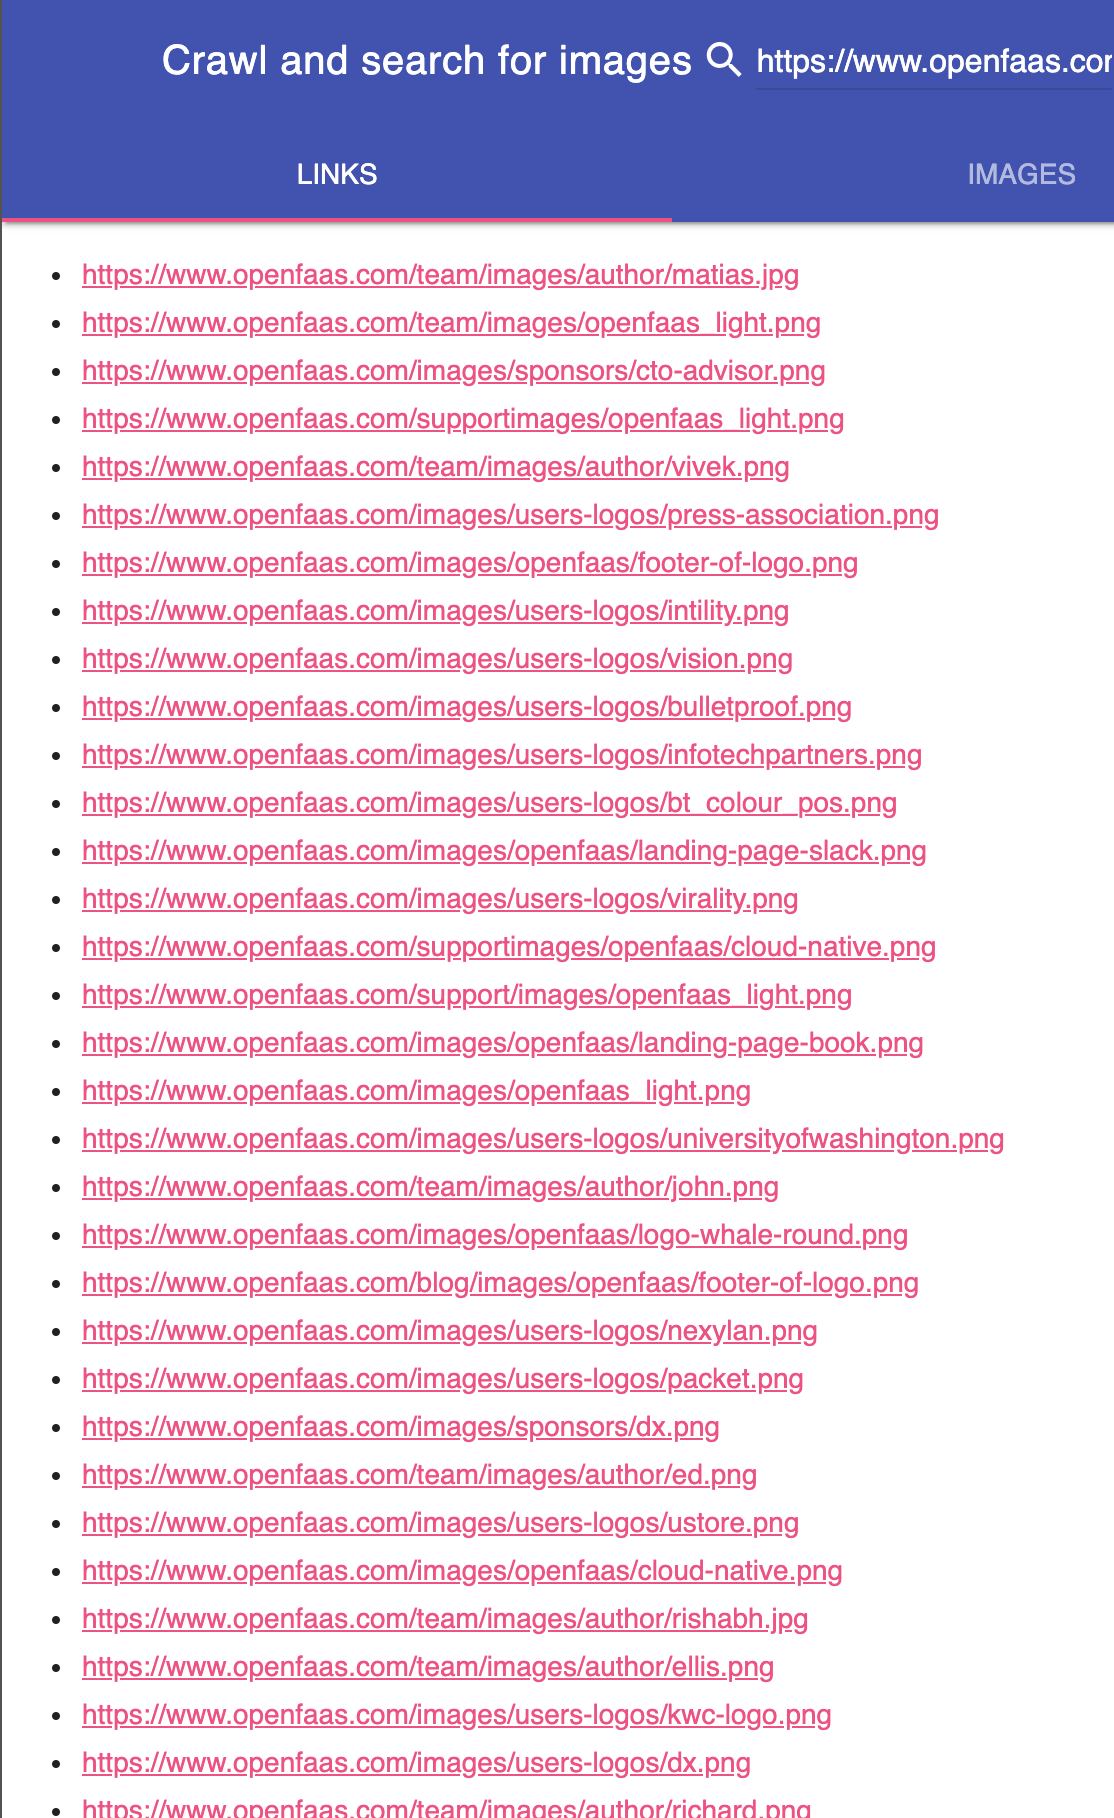 Crawl and search for images https://www.openfaas.com
LINKS IMAGES
https://www.openfaas.com/team/images/author/matias.jpg
https://www.openfaas.com/team/images/openfaas_light.png
https://www.openfaas.com/images/sponsors/cto-advisor.png
https://www.openfaas.com/supportimages/openfaas_light.png
https://www.openfaas.com/team/images/author/vivek.png
https://www.openfaas.com/images/users-logos/press-association.png
https://www.openfaas.com/images/openfaas/footer-of-logo.png
https://www.openfaas.com/images/users-logos/intility.png
https://www.openfaas.com/images/users-logos/vision.png
https://www.openfaas.com/images/users-logos/bulletproof.png
https://www.openfaas.com/images/users-logos/infotechpartners.png
https://www.openfaas.com/images/users-logos/bt_colour_pos.png
https://www.openfaas.com/images/openfaas/landing-page-slack.png
https://www.openfaas.com/images/users-logos/virality.png
https://www.openfaas.com/supportimages/openfaas/cloud-native.png
https://www.openfaas.com/support/images/openfaas_light.png
https://www.openfaas.com/images/openfaas/landing-page-book.png
https://www.openfaas.com/images/openfaas_light.png
https://www.openfaas.com/images/users-logos/universityofwashington.png
https://www.openfaas.com/team/images/author/john.png
https://www.openfaas.com/images/openfaas/logo-whale-round.png
https://www.openfaas.com/blog/images/openfaas/footer-of-logo.png
https://www.openfaas.com/images/users-logos/nexylan.png
https://www.openfaas.com/images/users-logos/packet.png
https://www.openfaas.com/images/sponsors/dx.png
https://www.openfaas.com/team/images/author/ed.png
https://www.openfaas.com/images/users-logos/ustore.png
https://www.openfaas.com/images/openfaas/cloud-native.png
https://www.openfaas.com/team/images/author/rishabh.jpg
https://www.openfaas.com/team/images/author/ellis.png
https://www.openfaas.com/images/users-logos/kwc-logo.png
https://www.openfaas.com/images/users-logos/dx.png
https://www.openfaas.com/team/images/author/richard.png